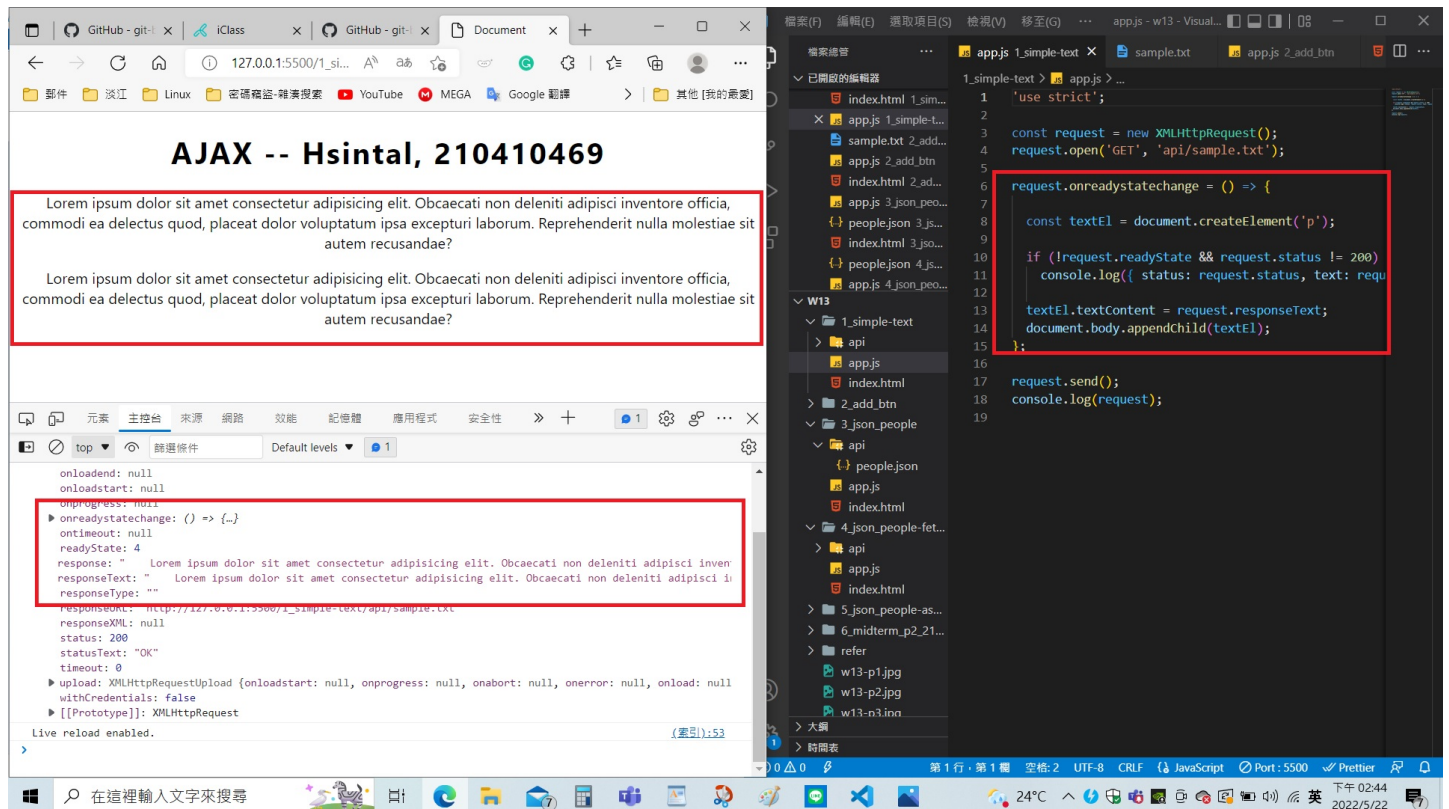 GitHub - git-
iClass
GitHub - git-
Document
127.0.0.1:5500/1_si...
郵件
淡江
Linux
密碼竊盜-雜湊搜索
YouTube
MEGA
Google 翻譯
其他 [我的最愛]
AJAX -- Hsintal, 210410469
Lorem ipsum dolor sit amet consectetur adipisicing elit. Obcaecati non deleniti adipisci inventore officia,
commodi ea delectus quod, placeat dolor voluptatum ipsa excepturi laborum. Reprehenderit nulla molestiae sit
autem recusandae?
Lorem ipsum dolor sit amet consectetur adipisicing elit. Obcaecati non deleniti adipisci inventore officia,
commodi ea delectus quod, placeat dolor voluptatum ipsa excepturi laborum. Reprehenderit nulla molestiae sit
autem recusandae?
元素 主控台 來源 網路 效能 記憶體 應用程式 安全性 1
top 篩選條件 Default levels 1
onloadend: null
onloadstart: null
onprogress: null
onreadystatechange: () => {…}
ontimeout: null
readyState: 4
response: " Lorem ipsum dolor sit amet consectetur adipisicing elit. Obcaecati non deleniti adipisci inven
responseText: " Lorem ipsum dolor sit amet consectetur adipisicing elit. Obcaecati non deleniti adipisci i
responseType: ""
responseURL: "http://127.0.0.1:5500/1_simple-text/api/sample.txt"
responseXML: null
status: 200
statusText: "OK"
timeout: 0
upload: XMLHttpRequestUpload {onloadstart: null, onprogress: null, onabort: null, onerror: null, onload: null
withCredentials: false
[[Prototype]]: XMLHttpRequest
Live reload enabled. (索引):53
檔案(F) 編輯(E) 選取項目(S) 檢視(V) 移至(G) ··· app.js - w13 - Visual...
檔案總管 ···
已開啟的編輯器
index.html 1_sim...
app.js 1_simple-t...
sample.txt 2_add...
app.js 2_add_btn
index.html 2_ad...
app.js 3_json_peo...
people.json 3_js...
index.html 3_jso...
people.json 4_js...
app.js 4_json_peo...
W13
1_simple-text
api
app.js
index.html
2_add_btn
3_json_people
api
people.json
app.js
index.html
4_json_people-fet...
api
app.js
index.html
5_json_people-as...
6_midterm_p2_21...
refer
w13-p1.jpg
w13-p2.jpg
w13-p3.jpg
大綱
時間表
app.js 1_simple-text
sample.txt
app.js 2_add_btn
1_simple-text > app.js > ...
1 'use strict';
2
3 const request = new XMLHttpRequest();
4 request.open('GET', 'api/sample.txt');
5
6 request.onreadystatechange = () => {
7
8 const textEl = document.createElement('p');
9
10 if (!request.readyState && request.status != 200)
11 console.log({ status: request.status, text: requ
12
13 textEl.textContent = request.responseText;
14 document.body.appendChild(textEl);
15 };
16
17 request.send();
18 console.log(request);
19
0 0 第 1 行，第 1 欄 空格: 2 UTF-8 CRLF JavaScript Port : 5500 Prettier
在這裡輸入文字來搜尋
24°C 英 下午 02:44
2022/5/22